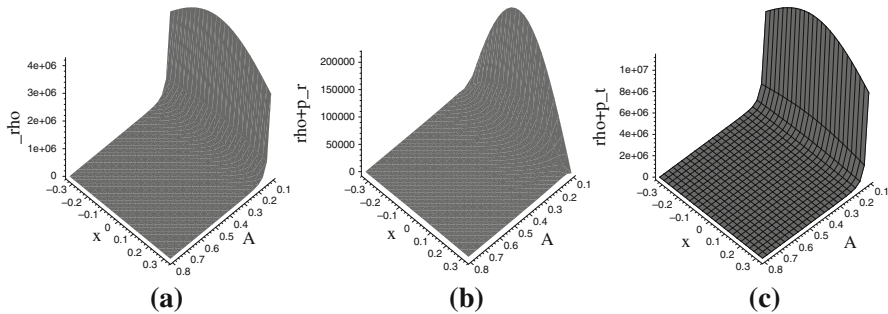 4e+06
3e+06
2e+06
1e+06
0
_rho
−0.3
−0.2
−0.1
0
0.1
0.2
0.3
x
0.8
0.7
0.6
0.5
0.4
0.3
0.2
0.1
A
(a)
200000
150000
100000
50000
0
rho+p_r
−0.3
−0.2
−0.1
0
0.1
0.2
0.3
x
0.8
0.7
0.6
0.5
0.4
0.3
0.2
0.1
A
(b)
1e+07
8e+06
6e+06
4e+06
2e+06
0
rho+p_t
−0.3
−0.2
−0.1
0
0.1
0.2
0.3
x
0.8
0.7
0.6
0.5
0.4
0.3
0.2
0.1
A
(c)